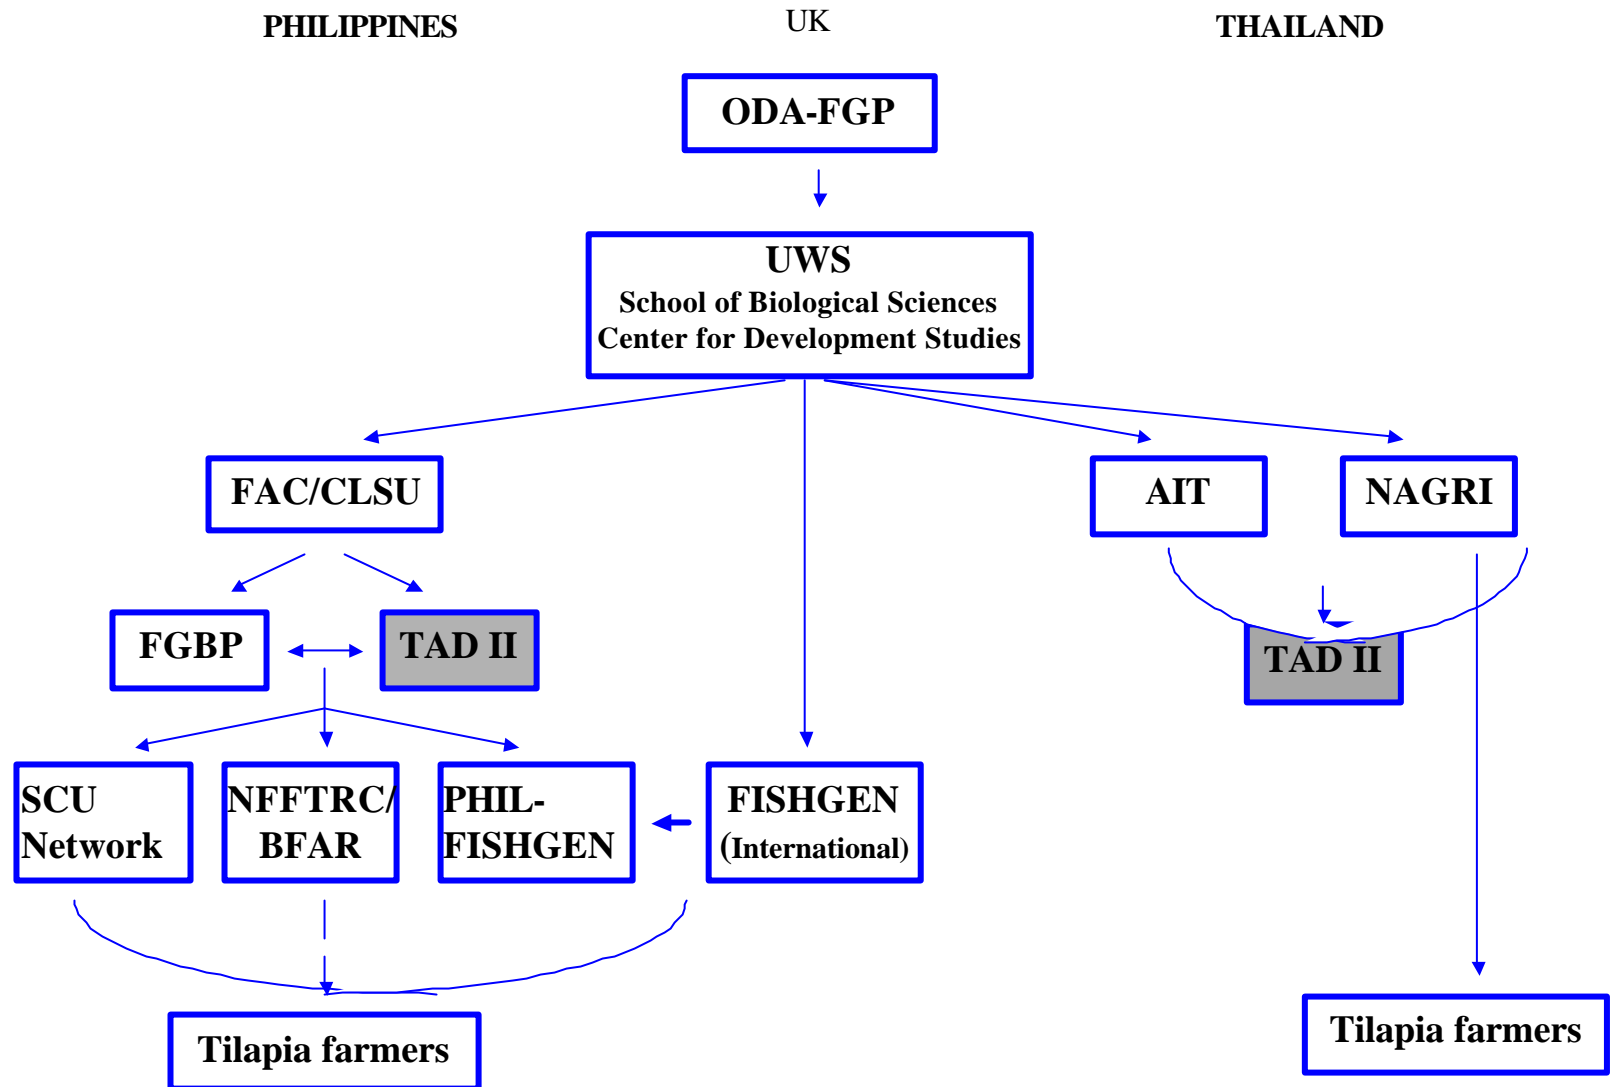 PHILIPPINES
UK
THAILAND
ODA-FGP
UWS
School of Biological Sciences
Center for Development Studies
FAC/CLSU
AIT
NAGRI
FGBP
TAD II
TAD II
SCU
Network
NFFTRC/
BFAR
PHIL-
FISHGEN
FISHGEN
(International)
Tilapia farmers
Tilapia farmers